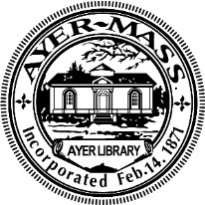 AYER-MASS.
AYER LIBRARY
Incorporated Feb. 14, 1871